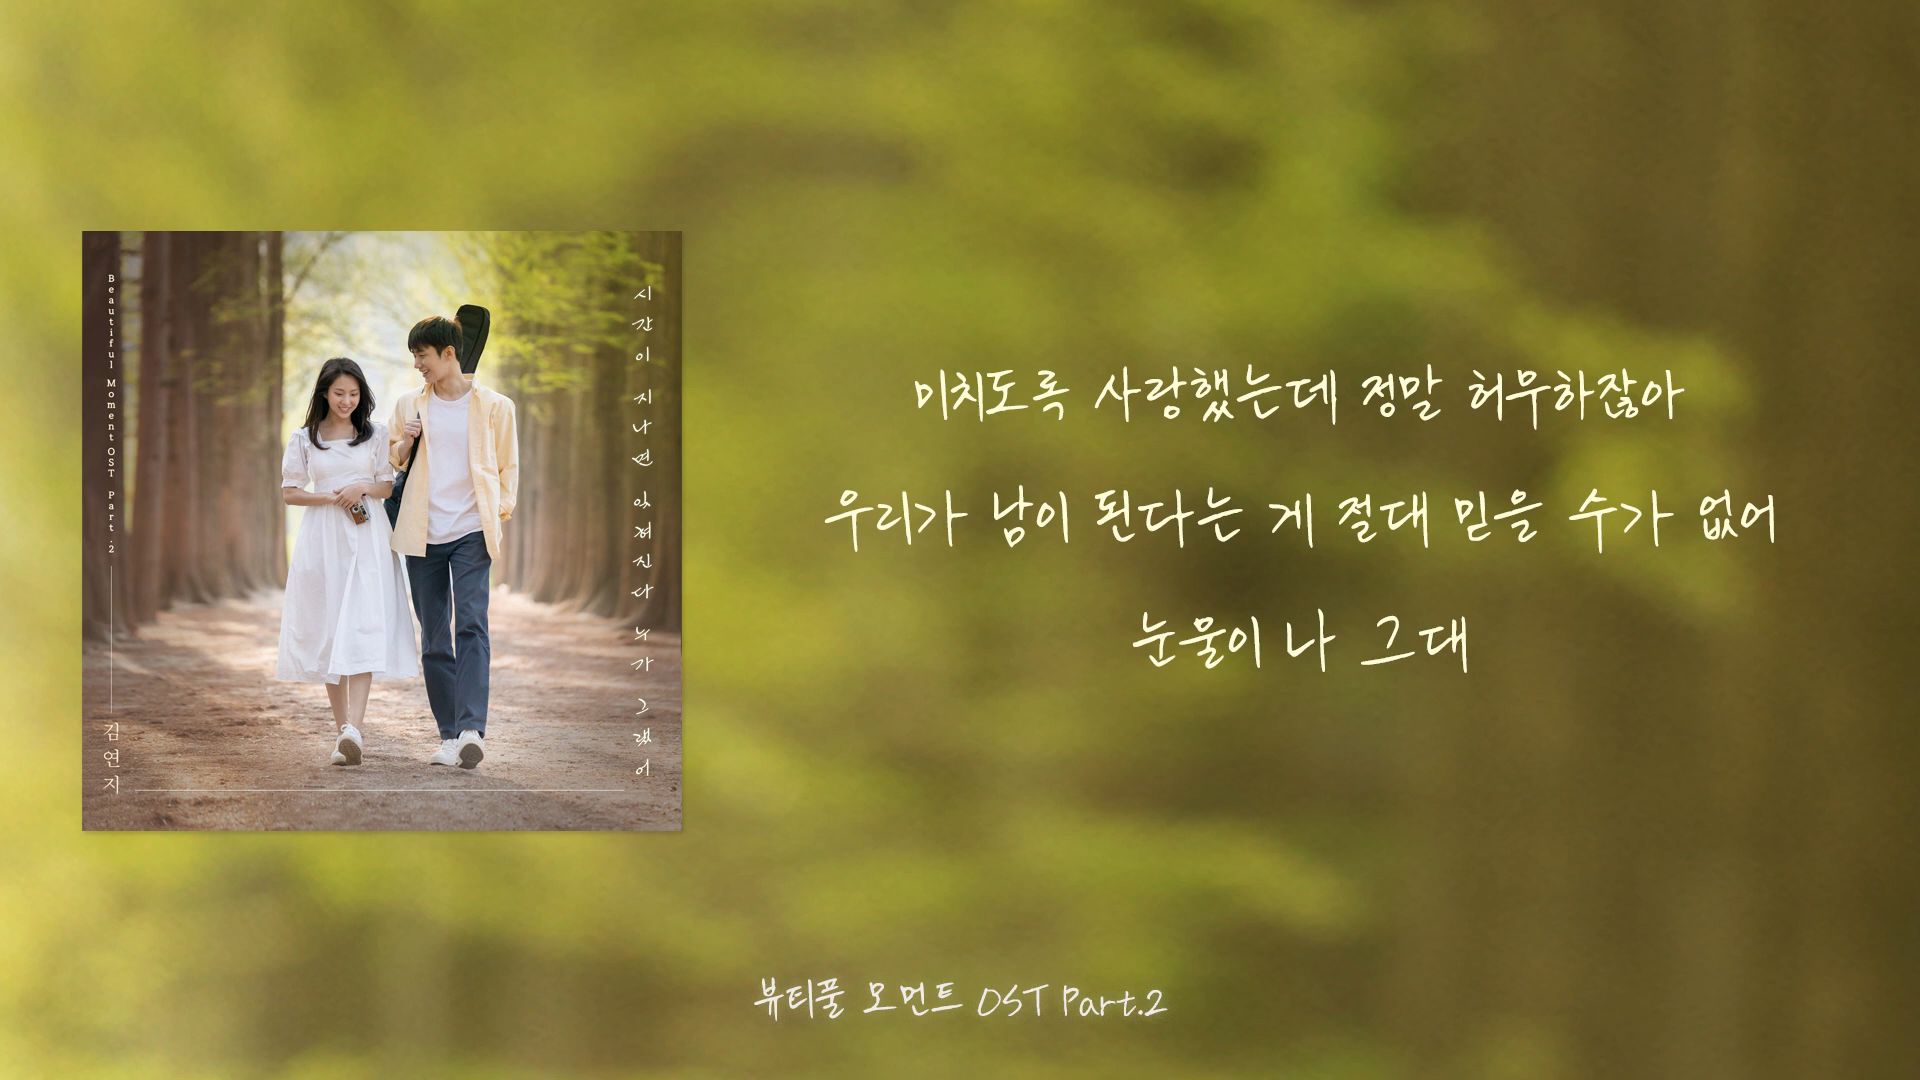 Beautiful Moment OST Part.2
김연지
시간이 지나면 잊혀진다 누가 그랬어
미치도록 사랑했는데 정말 허무하잖아
우리가 남이 된다는 게 절대 믿을 수가 없어
눈물이 나 그대
뷰티풀 모먼트 OST Part.2